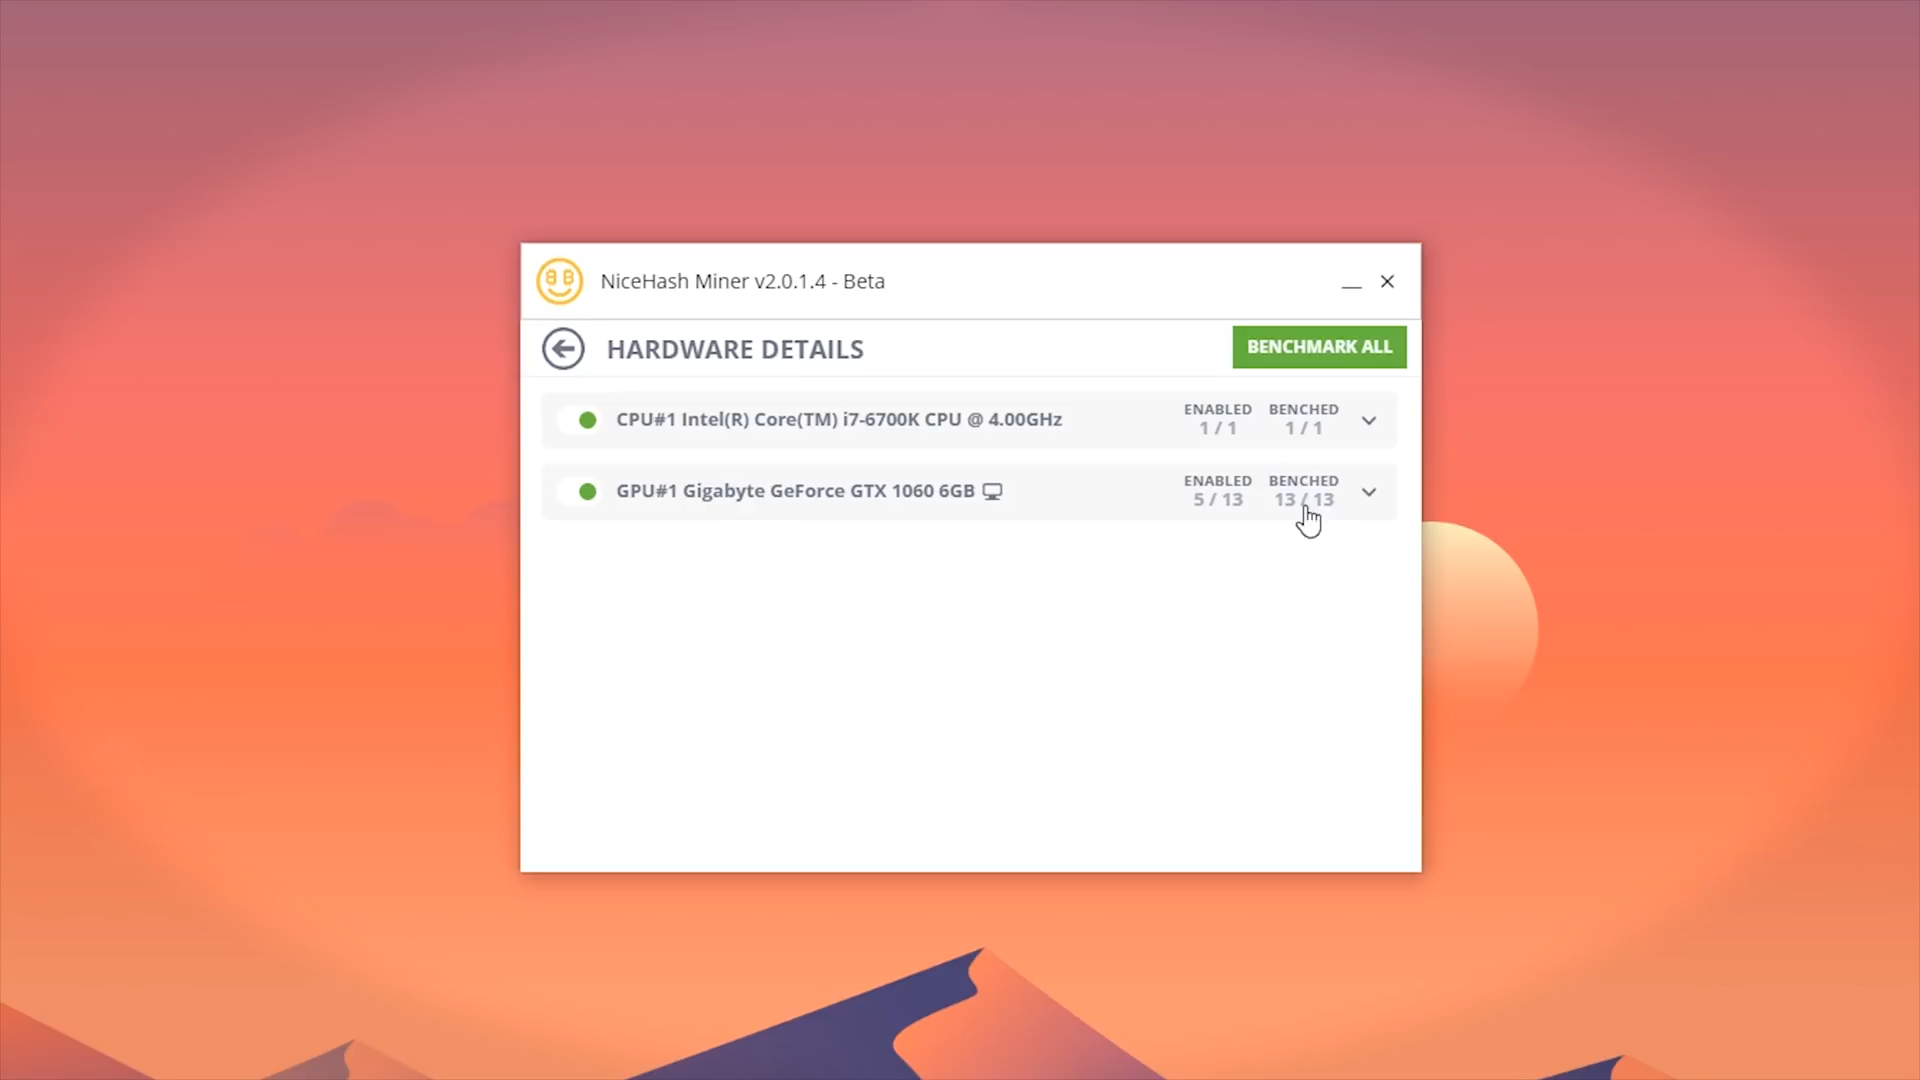 NiceHash Miner v2.0.1.4 - Beta
HARDWARE DETAILS
BENCHMARK ALL
CPU#1 Intel(R) Core(TM) i7-6700K CPU @ 4.00GHz
ENABLED BENCHED
1 / 1 1 / 1
GPU#1 Gigabyte GeForce GTX 1060 6GB
ENABLED BENCHED
5 / 13 13 / 13